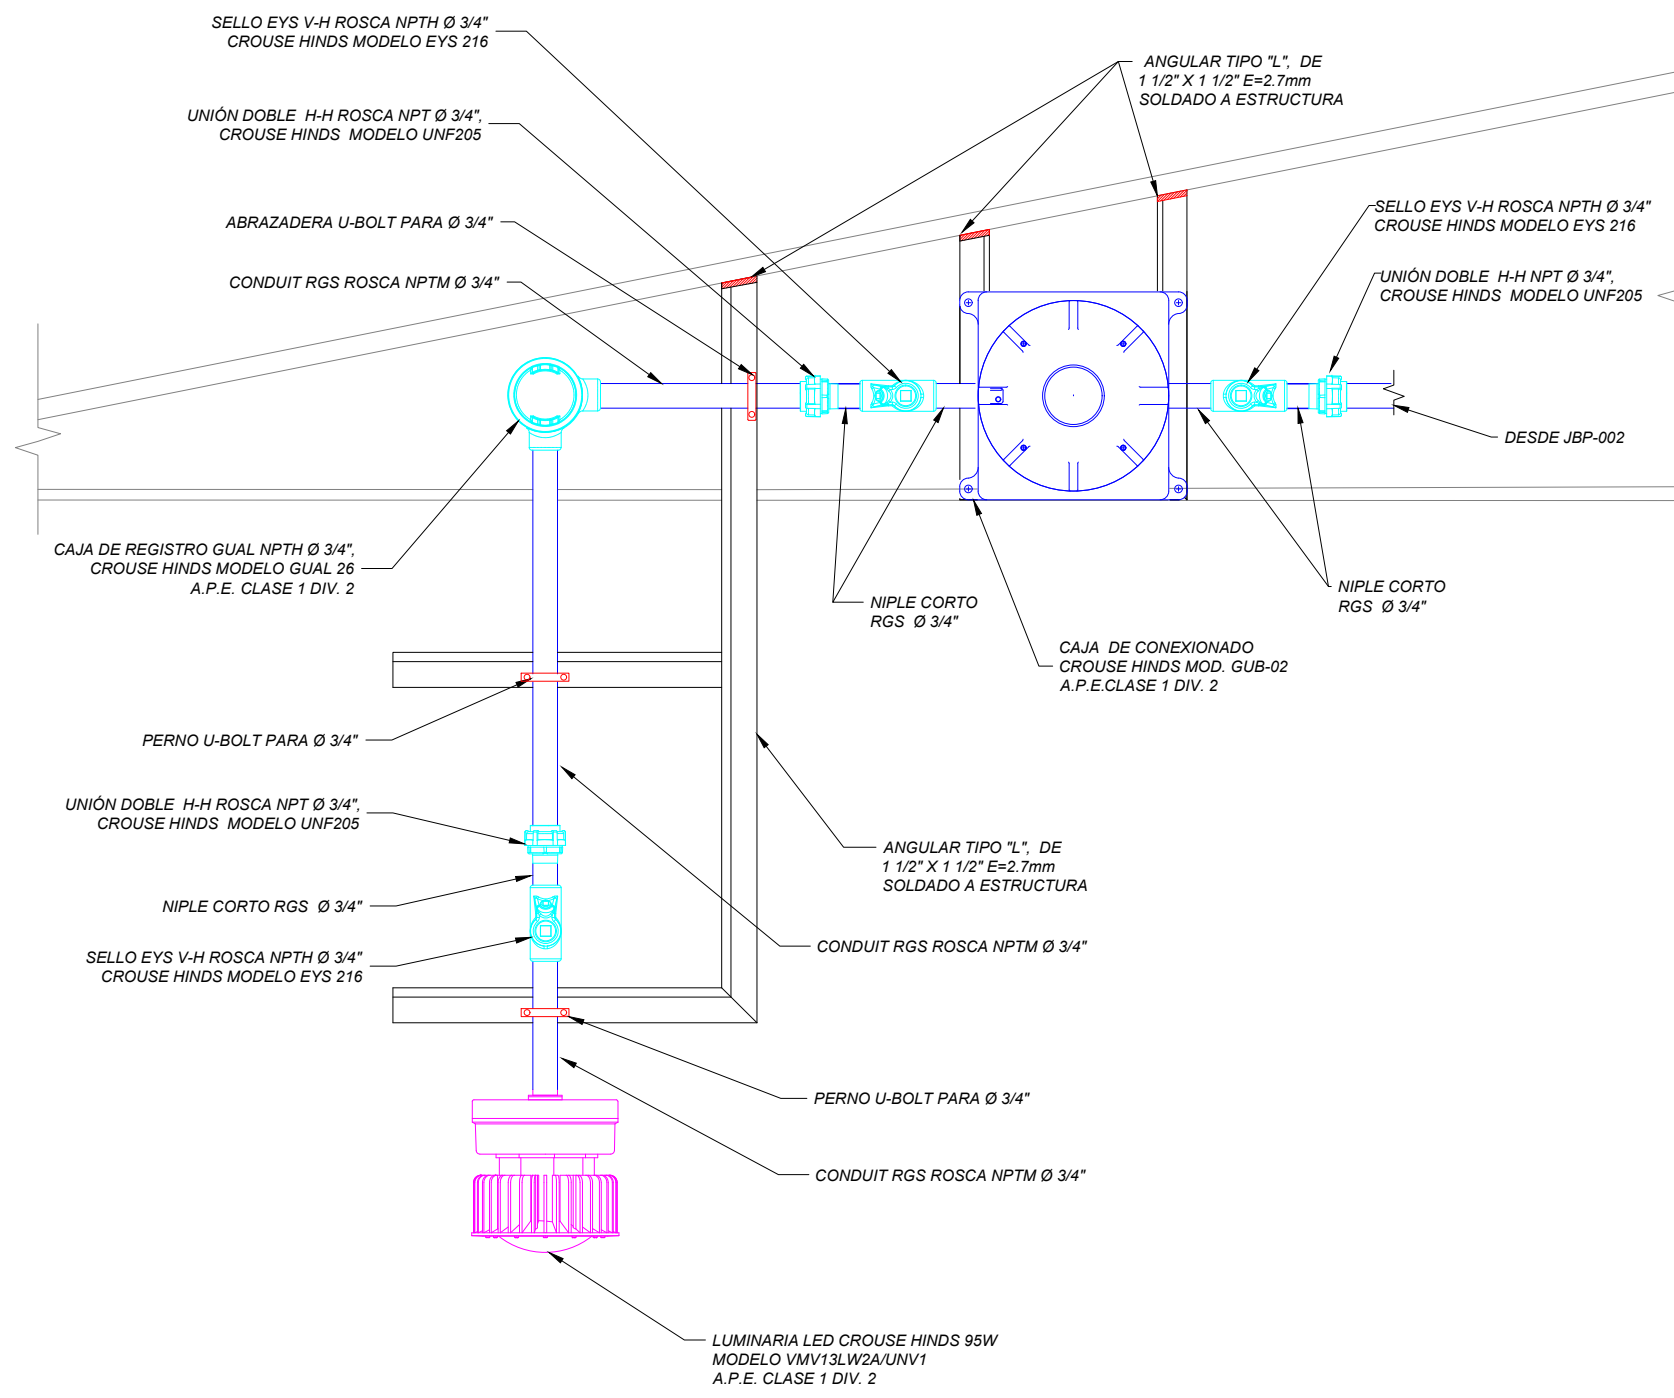 SELLO EYS V-H ROSCA NPTH Ø 3/4"
CROUSE HINDS MODELO EYS 216
ANGULAR TIPO "L", DE
1 1/2" X 1 1/2" E=2.7mm
SOLDADO A ESTRUCTURA
UNIÓN DOBLE H-H ROSCA NPT Ø 3/4",
CROUSE HINDS MODELO UNF205
SELLO EYS V-H ROSCA NPTH Ø 3/4"
CROUSE HINDS MODELO EYS 216
ABRAZADERA U-BOLT PARA Ø 3/4"
CONDUIT RGS ROSCA NPTM Ø 3/4"
UNIÓN DOBLE H-H NPT Ø 3/4",
CROUSE HINDS MODELO UNF205
DESDE JBP-002
CAJA DE REGISTRO GUAL NPTH Ø 3/4",
CROUSE HINDS MODELO GUAL 26
A.P.E. CLASE 1 DIV. 2
NIPLE CORTO
RGS Ø 3/4"
NIPLE CORTO
RGS Ø 3/4"
CAJA DE CONEXIONADO
CROUSE HINDS MOD. GUB-02
A.P.E.CLASE 1 DIV. 2
PERNO U-BOLT PARA Ø 3/4"
UNIÓN DOBLE H-H ROSCA NPT Ø 3/4",
CROUSE HINDS MODELO UNF205
ANGULAR TIPO "L", DE
1 1/2" X 1 1/2" E=2.7mm
SOLDADO A ESTRUCTURA
NIPLE CORTO RGS Ø 3/4"
CONDUIT RGS ROSCA NPTM Ø 3/4"
SELLO EYS V-H ROSCA NPTH Ø 3/4"
CROUSE HINDS MODELO EYS 216
PERNO U-BOLT PARA Ø 3/4"
CONDUIT RGS ROSCA NPTM Ø 3/4"
LUMINARIA LED CROUSE HINDS 95W
MODELO VMV13LW2A/UNV1
A.P.E. CLASE 1 DIV. 2